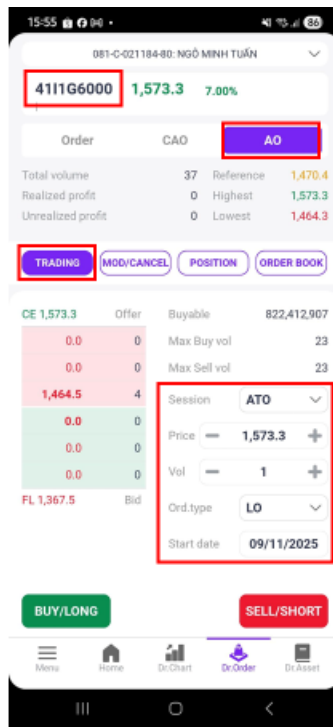 15:55 86
081-C-021184-80: NGÔ MINH TUẤN
41I1G6000 1,573.3 7.00%
Order CAO AO
Total volume 37 Reference 1,470.4
Realized profit 0 Highest 1,573.3
Unrealized profit 0 Lowest 1,464.3
TRADING MOD/CANCEL POSITION ORDER BOOK
CE 1,573.3 Offer Buyable 822,412,907
0.0 0 Max Buy vol 23
0.0 0 Max Sell vol 23
1,464.5 4 Session ATO
0.0 0 Price 1,573.3
0.0 0 Vol 1
0.0 0
FL 1,367.5 Bid Ord.type LO
Start date 09/11/2025
BUY/LONG SELL/SHORT
Menu Home Dr.Chart Dr.Order Dr.Asset